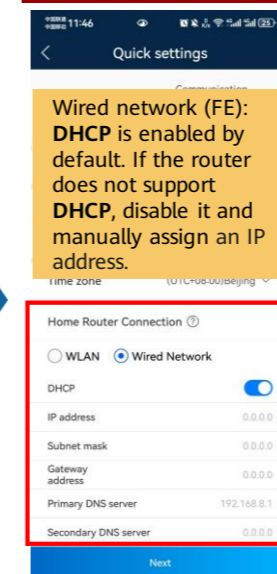 11:46
25
Quick settings
Communication
Wired network (FE):
DHCP is enabled by
default. If the router
does not support
DHCP, disable it and
manually assign an IP
address.
Time zone (UTC+08:00)Beijing
Home Router Connection ?
WLAN Wired Network
DHCP
IP address 0.0.0.0
Subnet mask 0.0.0.0
Gateway
address 0.0.0.0
Primary DNS server 192.168.8.1
Secondary DNS server 0.0.0.0
Next